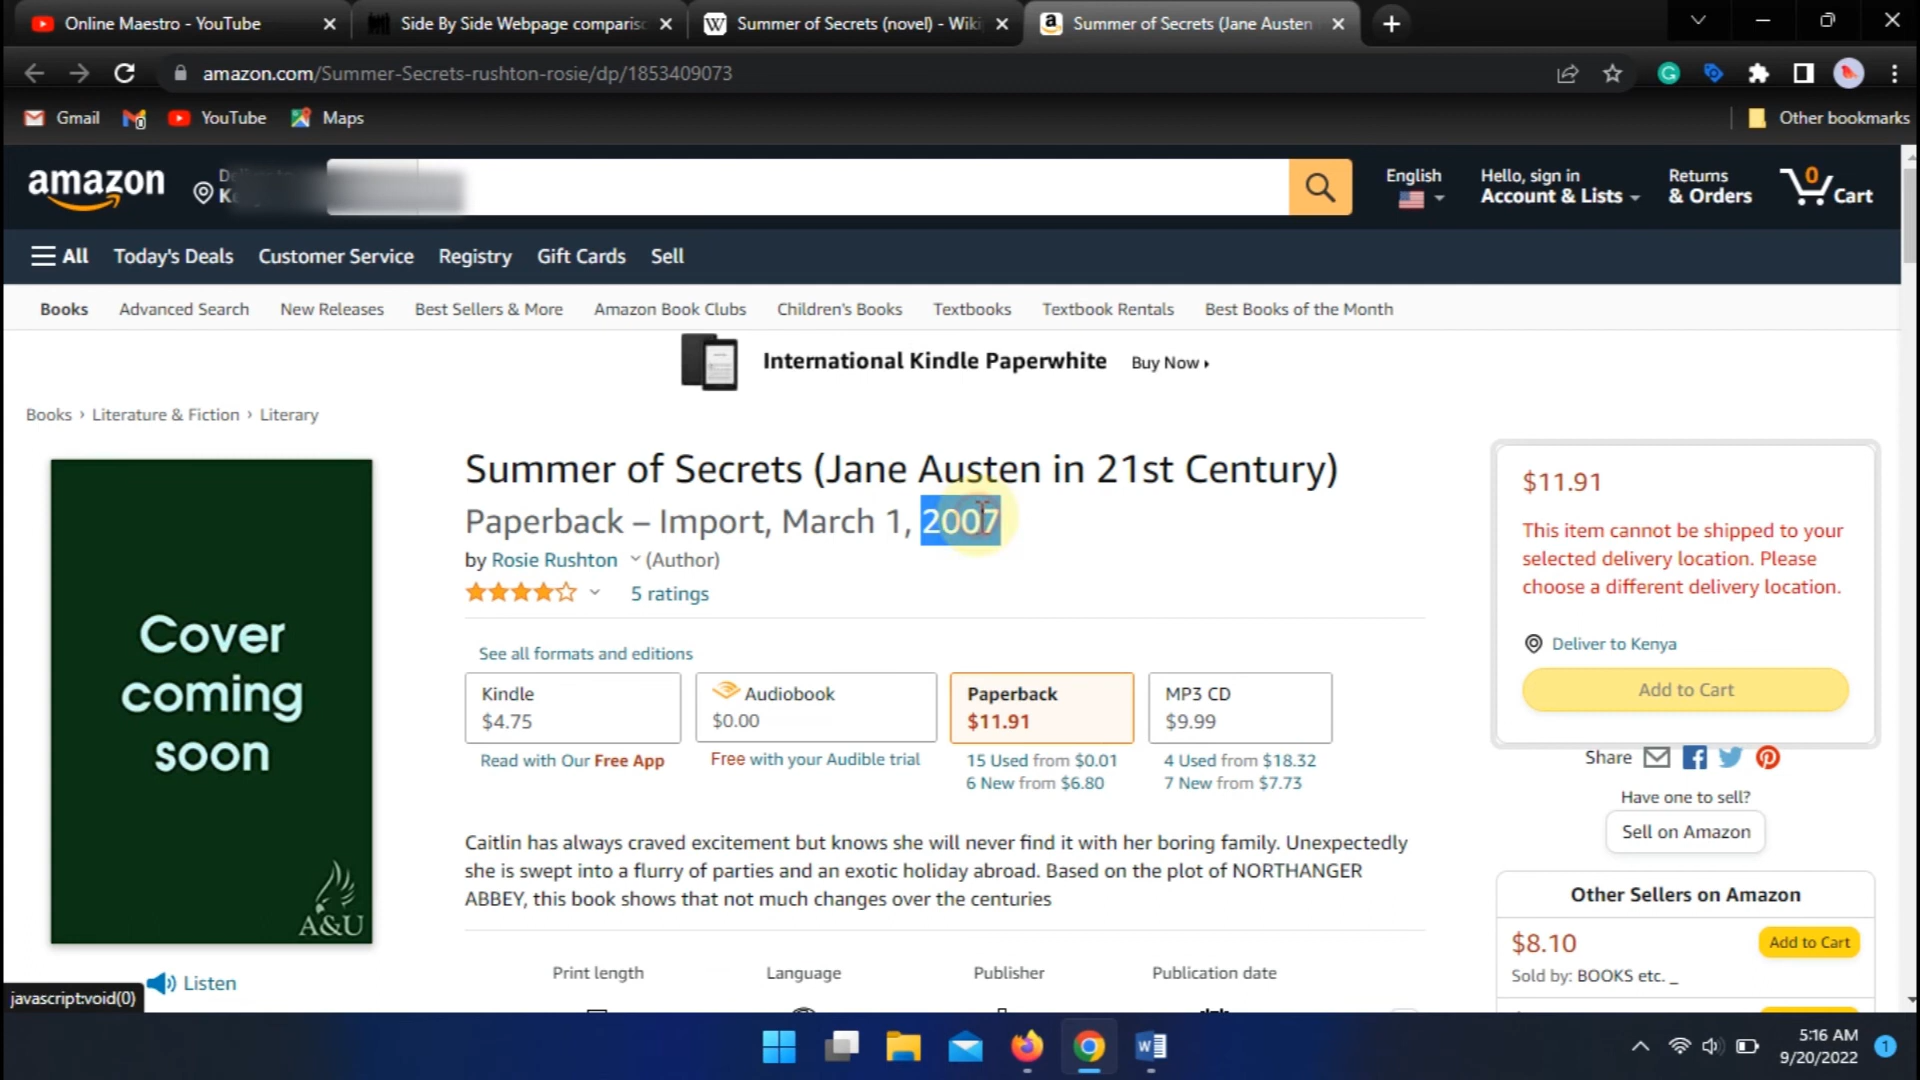 Online Maestro - YouTube
Side By Side Webpage comparis
Summer of Secrets (novel) - Wiki
Summer of Secrets (Jane Austen
amazon.com/Summer-Secrets-rushton-rosie/dp/1853409073
Gmail
YouTube
Maps
Other bookmarks
amazon
English
Hello, sign in
Account & Lists
Returns
& Orders
0
Cart
All
Today's Deals
Customer Service
Registry
Gift Cards
Sell
Books
Advanced Search
New Releases
Best Sellers & More
Amazon Book Clubs
Children's Books
Textbooks
Textbook Rentals
Best Books of the Month
International Kindle Paperwhite
Buy Now
Books › Literature & Fiction › Literary
Cover
coming
soon
A&U
Listen
Summer of Secrets (Jane Austen in 21st Century)
Paperback – Import, March 1, 2007
by Rosie Rushton (Author)
5 ratings
See all formats and editions
Kindle
$4.75
Read with Our Free App
Audiobook
$0.00
Free with your Audible trial
Paperback
$11.91
15 Used from $0.01
6 New from $6.80
MP3 CD
$9.99
4 Used from $18.32
7 New from $7.73
Caitlin has always craved excitement but knows she will never find it with her boring family. Unexpectedly
she is swept into a flurry of parties and an exotic holiday abroad. Based on the plot of NORTHANGER
ABBEY, this book shows that not much changes over the centuries
Print length
Language
Publisher
Publication date
$11.91
This item cannot be shipped to your
selected delivery location. Please
choose a different delivery location.
Deliver to Kenya
Add to Cart
Share
Have one to sell?
Sell on Amazon
Other Sellers on Amazon
$8.10
Add to Cart
Sold by: BOOKS etc. _
javascript:void(0)
5:16 AM
9/20/2022
1